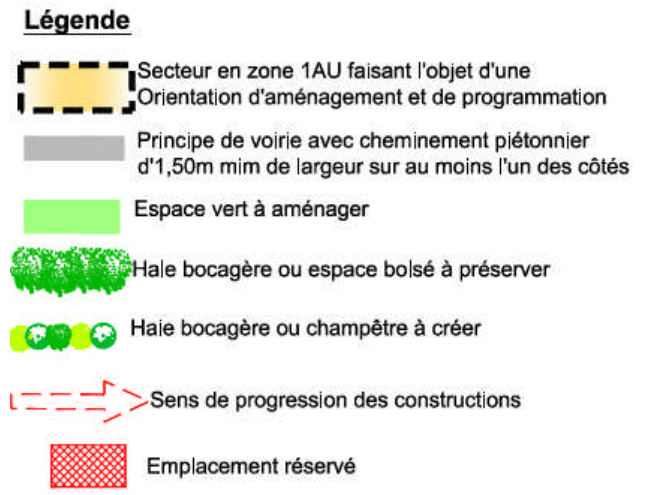 Légende
Secteur en zone 1AU faisant l'objet d'une
Orientation d'aménagement et de programmation
Principe de voirie avec cheminement piétonnier
d'1,50m mim de largeur sur au moins l'un des côtés
Espace vert à aménager
Haie bocagère ou espace boisé à préserver
Haie bocagère ou champêtre à créer
Sens de progression des constructions
Emplacement réservé